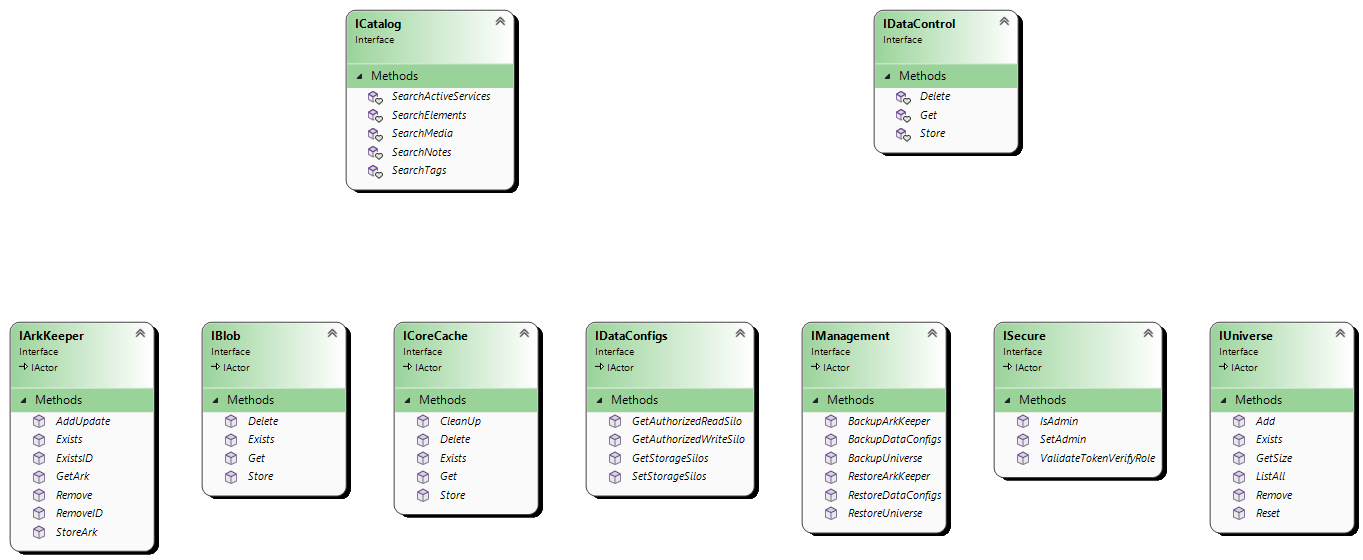 ICatalog
Interface
Methods
SearchActiveServices
SearchElements
SearchMedia
SearchNotes
SearchTags
IDataControl
Interface
Methods
Delete
Get
Store
IArkKeeper
Interface
IActor
Methods
AddUpdate
Exists
ExistsID
GetArk
Remove
RemoveID
StoreArk
IBlob
Interface
IActor
Methods
Delete
Exists
Get
Store
ICoreCache
Interface
IActor
Methods
CleanUp
Delete
Exists
Get
Store
IDataConfigs
Interface
IActor
Methods
GetAuthorizedReadSilo
GetAuthorizedWriteSilo
GetStorageSilos
SetStorageSilos
IManagement
Interface
IActor
Methods
BackupArkKeeper
BackupDataConfigs
BackupUniverse
RestoreArkKeeper
RestoreDataConfigs
RestoreUniverse
ISecure
Interface
IActor
Methods
IsAdmin
SetAdmin
ValidateTokenVerifyRole
IUniverse
Interface
IActor
Methods
Add
Exists
GetSize
ListAll
Remove
Reset